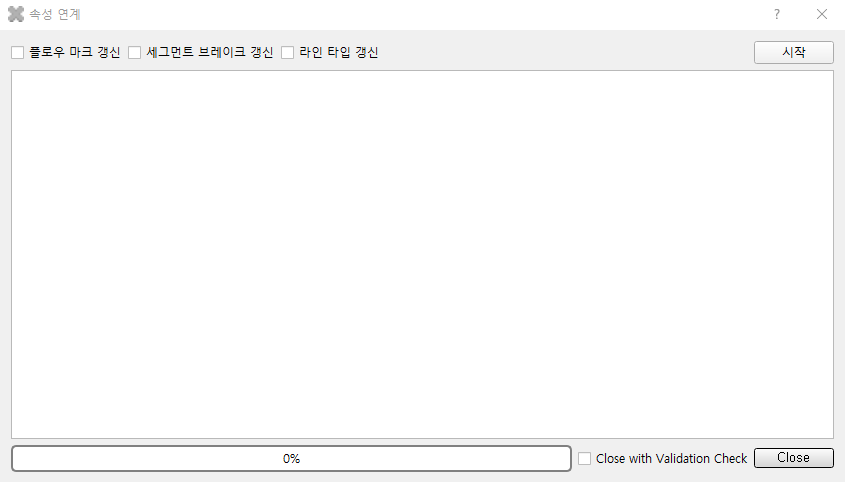 속성 연계 ?
플로우 마크 갱신 세그먼트 브레이크 갱신 라인 타입 갱신 시작
0% Close with Validation Check Close